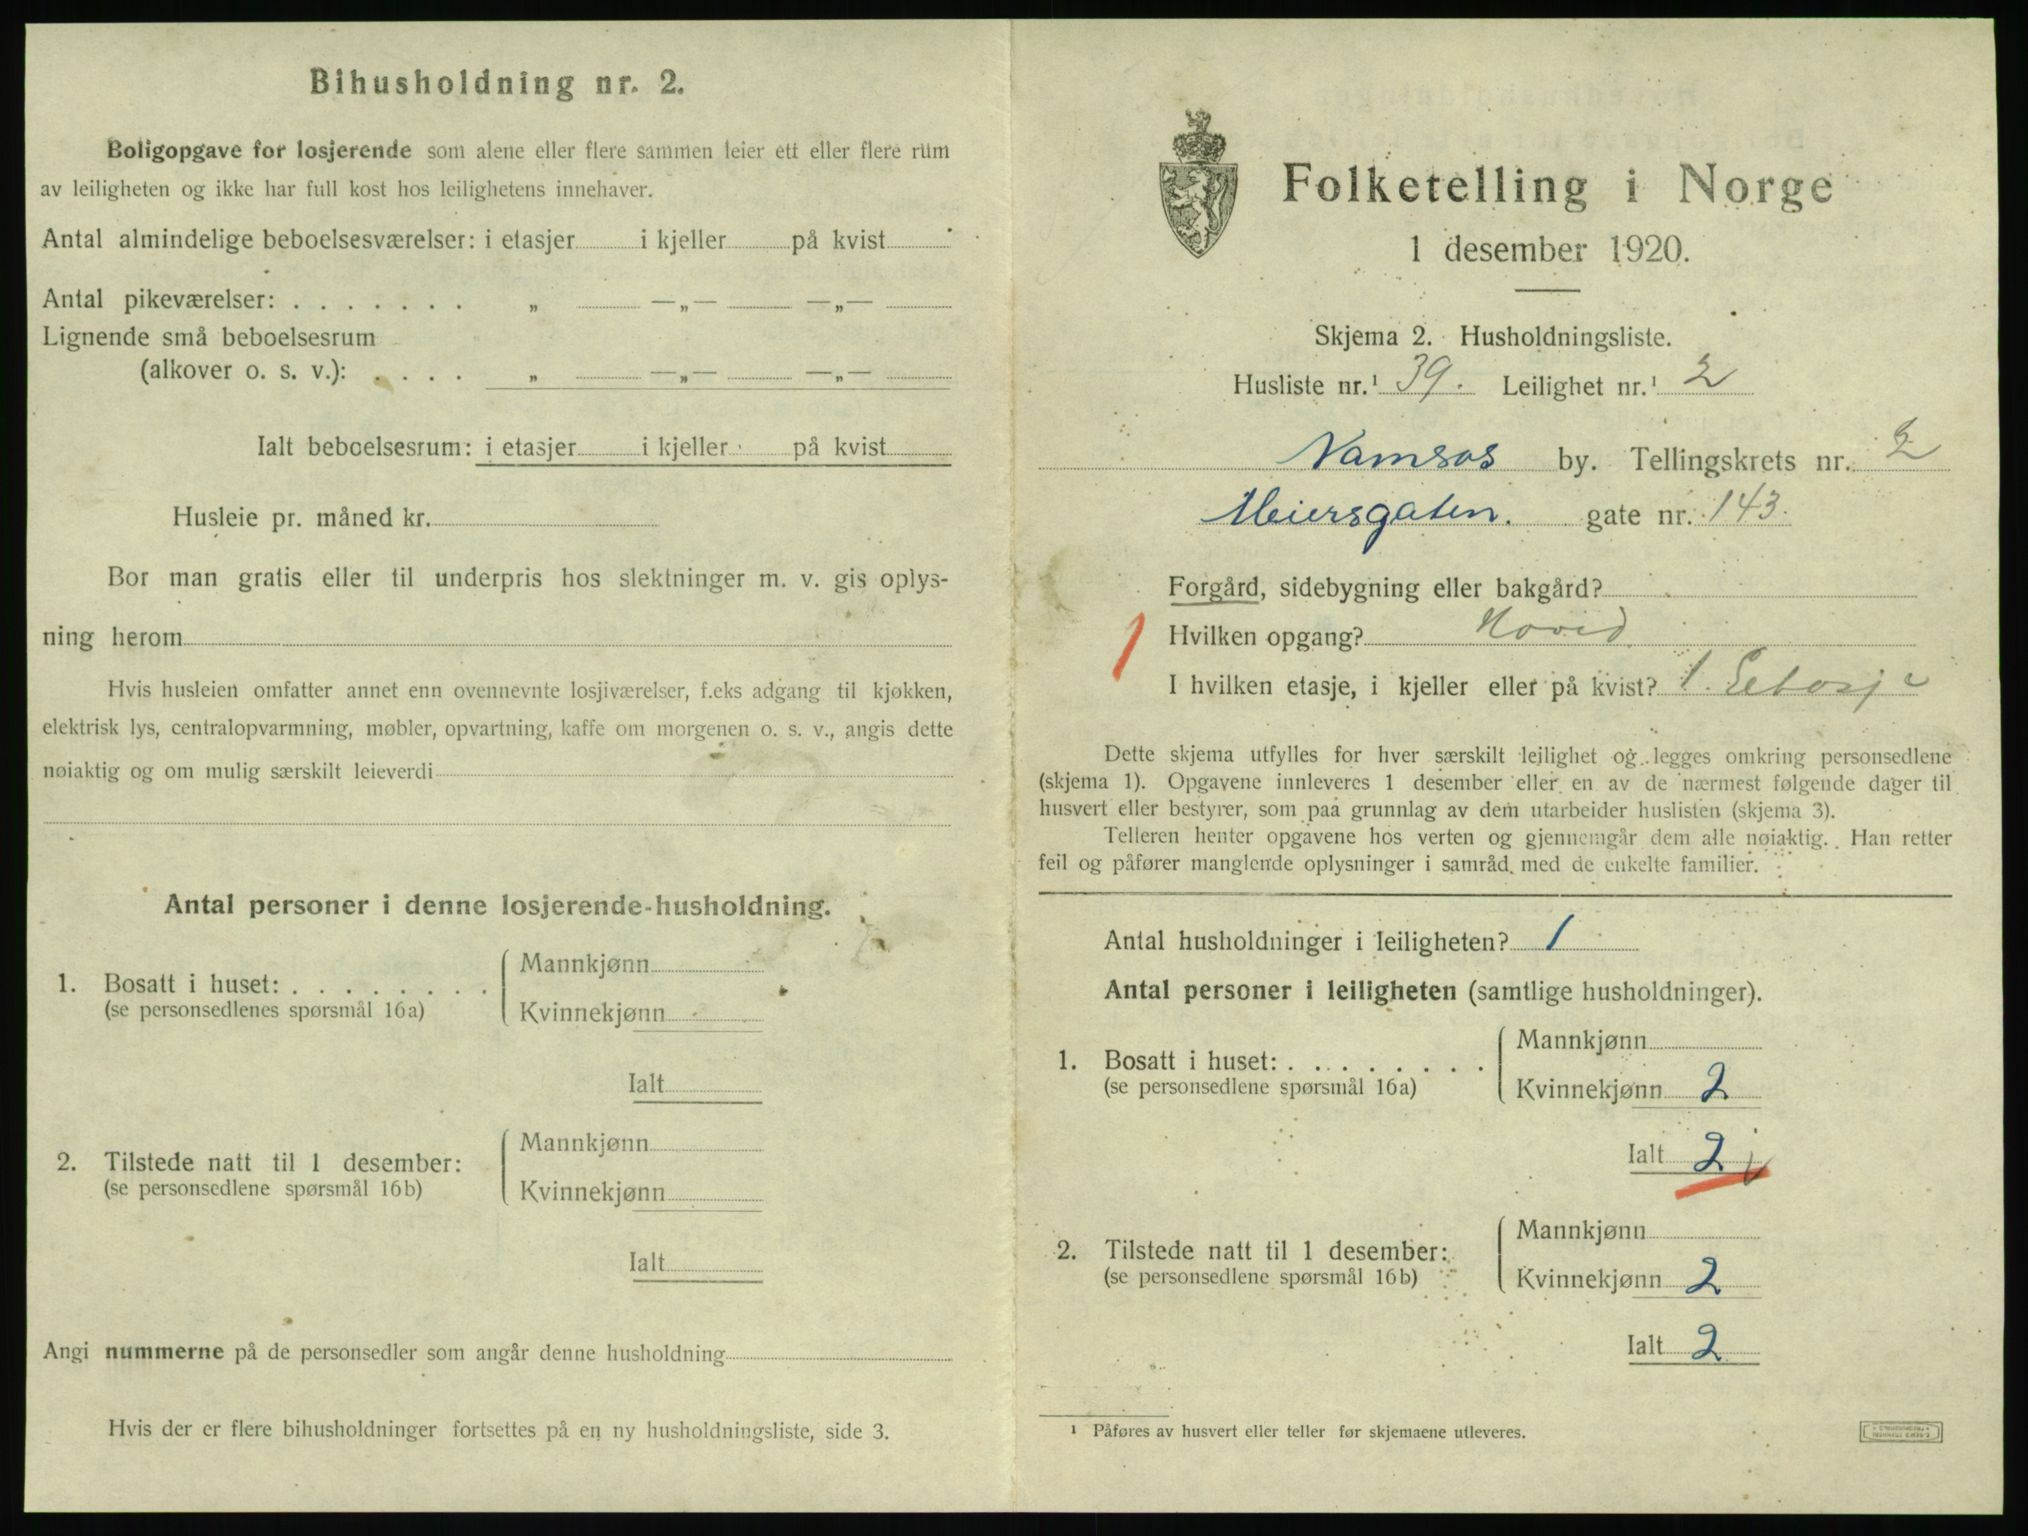 Bihusholdning nr. 2.
Boligopgave for losjerende som alene eller flere sammen leier ett eller flere rum
av leiligheten og ikke har full kost hos leilighetens innehaver.
Antal almindelige beboelsesværelser: i etasjer i kjeller på kvist
Antal pikeværelser: . . . . . . . „ —„— —„—
Lignende små beboelsesrum
(alkover o. s. v.): . . . . „ —„— —„—
Ialt beboelsesrum: i etasjer i kjeller på kvist
Husleie pr. måned kr.
Bor man gratis eller til underpris hos slektninger m. v. gis oplys-
ning herom
Hvis husleien omfatter annet enn ovennevnte losjiværelser, f.eks adgang til kjøkken,
elektrisk lys, centralopvarmning, møbler, opvartning, kaffe om morgenen o. s. v., angis dette
nøiaktig og om mulig særskilt leieverdi
Antal personer i denne losjerende-husholdning.
1. Bosatt i huset: . . . . . . . .
(se personsedlenes spørsmål 16a)
Mannkjønn
Kvinnekjønn
Ialt
2. Tilstede natt til 1 desember:
(se personsedlene spørsmål 16b)
Mannkjønn
Kvinnekjønn
Ialt
Angi nummerne på de personsedler som angår denne husholdning
Hvis der er flere bihusholdninger fortsettes på en ny husholdningsliste, side 3.
Folketelling i Norge
1 desember 1920.
Skjema 2. Husholdningsliste.
Husliste nr.¹ 39. Leilighet nr.¹ 2
Namsos by. Tellingskrets nr. 2
Meiersgaten. gate nr. 143.
Forgård, sidebygning eller bakgård?
Hvilken opgang? Hovid
I hvilken etasje, i kjeller eller på kvist? 1. Etasje
Dette skjema utfylles for hver særskilt leilighet og legges omkring personsedlene
(skjema 1). Opgavene innleveres 1 desember eller en av de nærmest følgende dager til
husvert eller bestyrer, som paa grunnlag av dem utarbeider huslisten (skjema 3).
Telleren henter opgavene hos verten og gjennemgår dem alle nøiaktig. Han retter
feil og påfører manglende oplysninger i samråd med de enkelte familier.
Antal husholdninger i leiligheten? 1
Antal personer i leiligheten (samtlige husholdninger).
1. Bosatt i huset: . . . . . . . . .
(se personsedlene spørsmål 16a)
Mannkjønn
Kvinnekjønn 2
Ialt 2
2. Tilstede natt til 1 desember:
(se personsedlene spørsmål 16b)
Mannkjønn
Kvinnekjønn 2
Ialt 2
¹ Påføres av husvert eller teller før skjemaene utleveres.